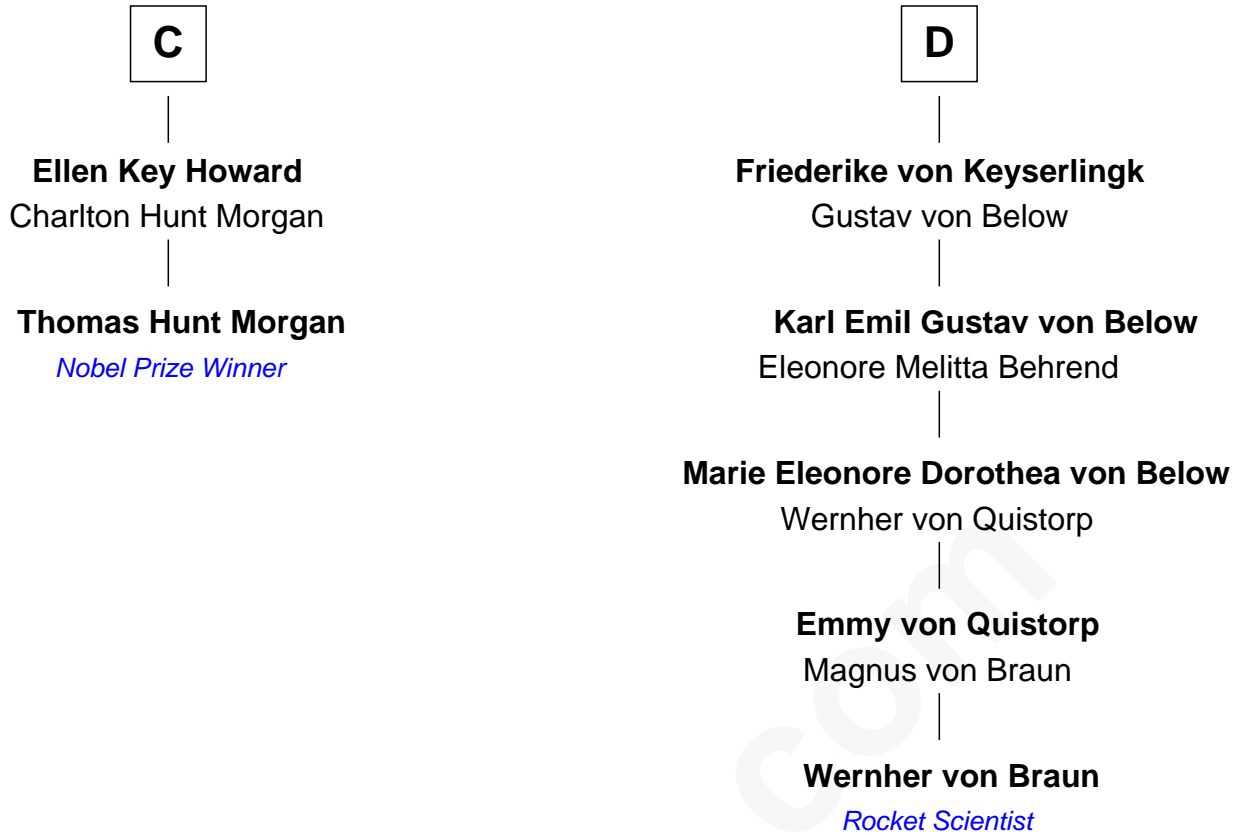 C
Ellen Key Howard
Charlton Hunt Morgan
Thomas Hunt Morgan
Nobel Prize Winner
D
Friederike von Keyserlingk
Gustav von Below
Karl Emil Gustav von Below
Eleonore Melitta Behrend
Marie Eleonore Dorothea von Below
Wernher von Quistorp
Emmy von Quistorp
Magnus von Braun
Wernher von Braun
Rocket Scientist
com